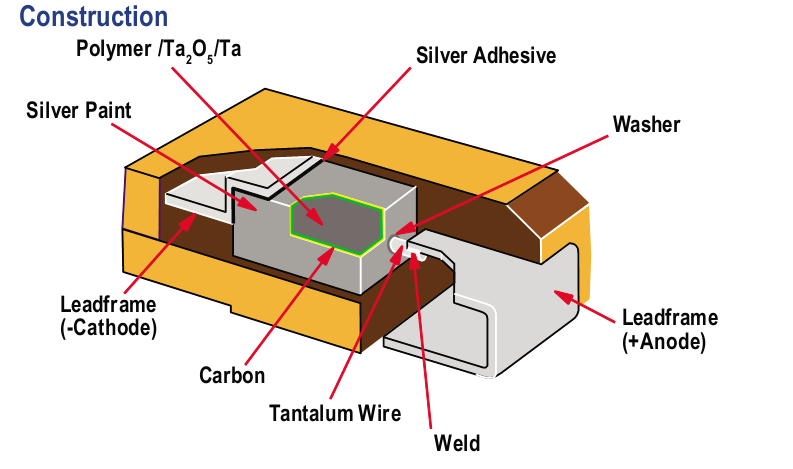 Construction
Polymer /Ta₂O₅/Ta
Silver Adhesive
Silver Paint
Washer
Leadframe
(-Cathode)
Leadframe
(+Anode)
Carbon
Tantalum Wire
Weld